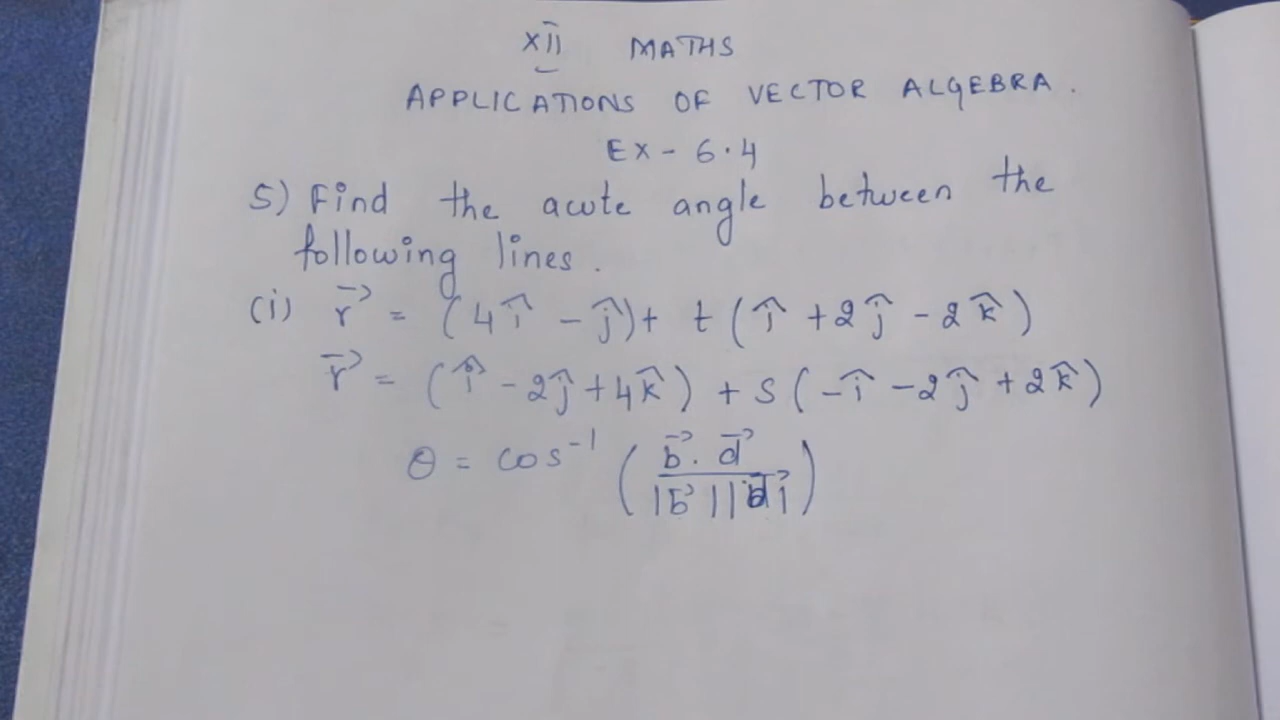 XII MATHS
APPLICATIONS OF VECTOR ALGEBRA.
EX - 6.4
5) Find the acute angle between the
following lines.
(i) r⃗ = (4î - ĵ) + t (î + 2ĵ - 2k̂)
r⃗ = (î - 2ĵ + 4k̂) + s (-î - 2ĵ + 2k̂)
θ = cos⁻¹ (b⃗ . d⃗ / |b⃗| |d⃗|)